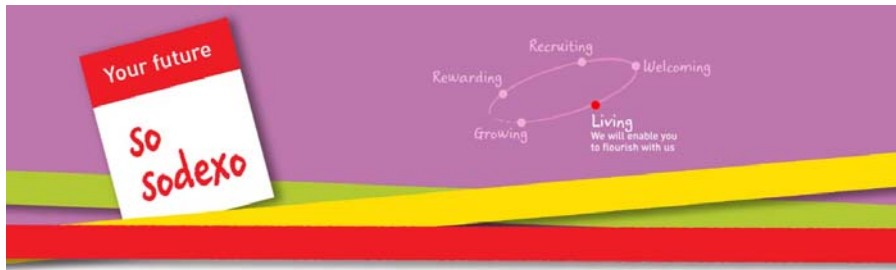 Your future
so
sodexo
Recruiting
Welcoming
Rewarding
Growing
Living
We will enable you
to flourish with us